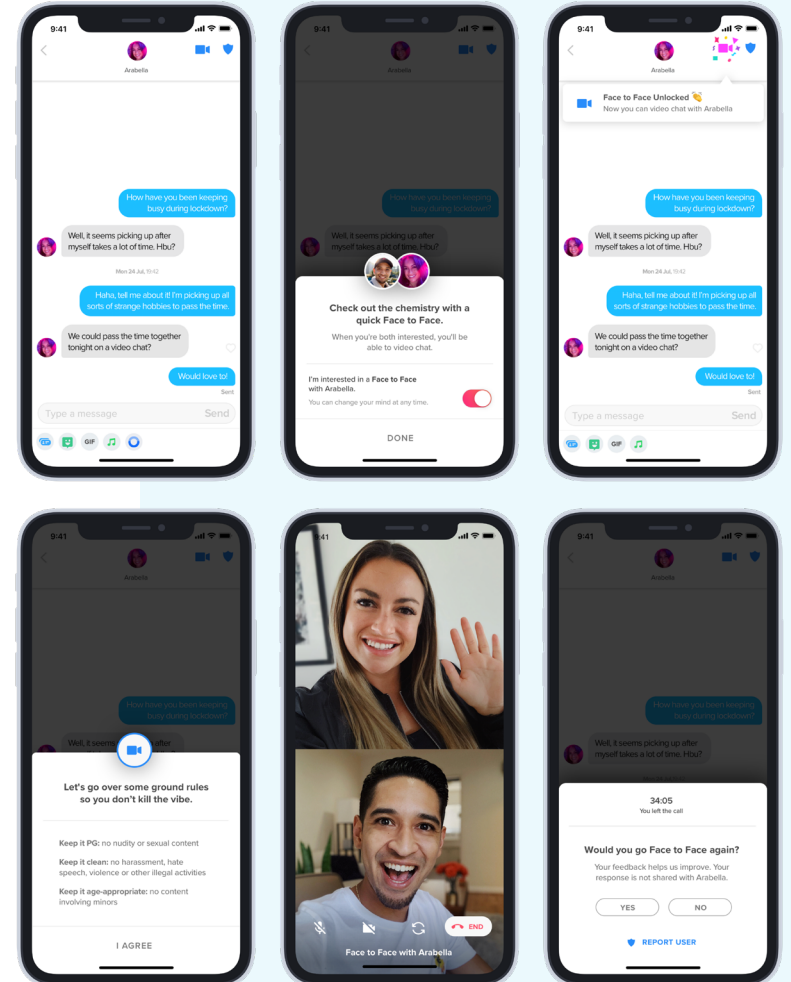 9:41
Arabella
How have you been keeping
busy during lockdown?
Well, it seems picking up after
myself takes a lot of time. Hbu?
Mon 24 Jul, 19:42
Haha, tell me about it! I'm picking up all
sorts of strange hobbies to pass the time.
We could pass the time together
tonight on a video chat?
Would love to!
Sent
Type a message
Send
GIF
9:41
Arabella
How have you been keeping
busy during lockdown?
Well, it seems picking up after
myself takes a lot of time. Hbu?
Check out the chemistry with a
quick Face to Face.
When you're both interested, you'll be
able to video chat.
I'm interested in a Face to Face
with Arabella.
You can change your mind at any time.
DONE
9:41
Arabella
Face to Face Unlocked 👏
Now you can video chat with Arabella
How have you been keeping
busy during lockdown?
Well, it seems picking up after
myself takes a lot of time. Hbu?
Mon 24 Jul, 19:42
Haha, tell me about it! I'm picking up all
sorts of strange hobbies to pass the time.
We could pass the time together
tonight on a video chat?
Would love to!
Sent
Type a message
Send
GIF
9:41
Arabella
How have you been keeping
busy during lockdown?
Well, it seems
up after
Let's go over some ground rules
so you don't kill the vibe.
Keep it PG: no nudity or sexual content
Keep it clean: no harassment, hate
speech, violence or other illegal activities
Keep it age-appropriate: no content
involving minors
I AGREE
9:41
END
Face to Face with Arabella
9:41
Arabella
How have you been keeping
busy during lockdown?
Well, it seems picking up after
myself takes a lot of time. Hbu?
34:05
You left the call
Would you go Face to Face again?
Your feedback helps us improve. Your
response is not shared with Arabella.
YES
NO
REPORT USER